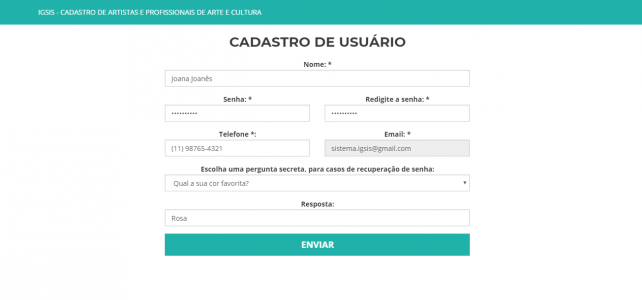 IGSIS - CADASTRO DE ARTISTAS E PROFISSIONAIS DE ARTE E CULTURA
CADASTRO DE USUÁRIO
Nome: *
Joana Joanês
Senha: * Redigite a senha: *
•••••••••• ••••••••••
Telefone *: Email: *
(11) 98765-4321 sistema.igsis@gmail.com
Escolha uma pergunta secreta, para casos de recuperação de senha:
Qual a sua cor favorita?
Resposta:
Rosa
ENVIAR